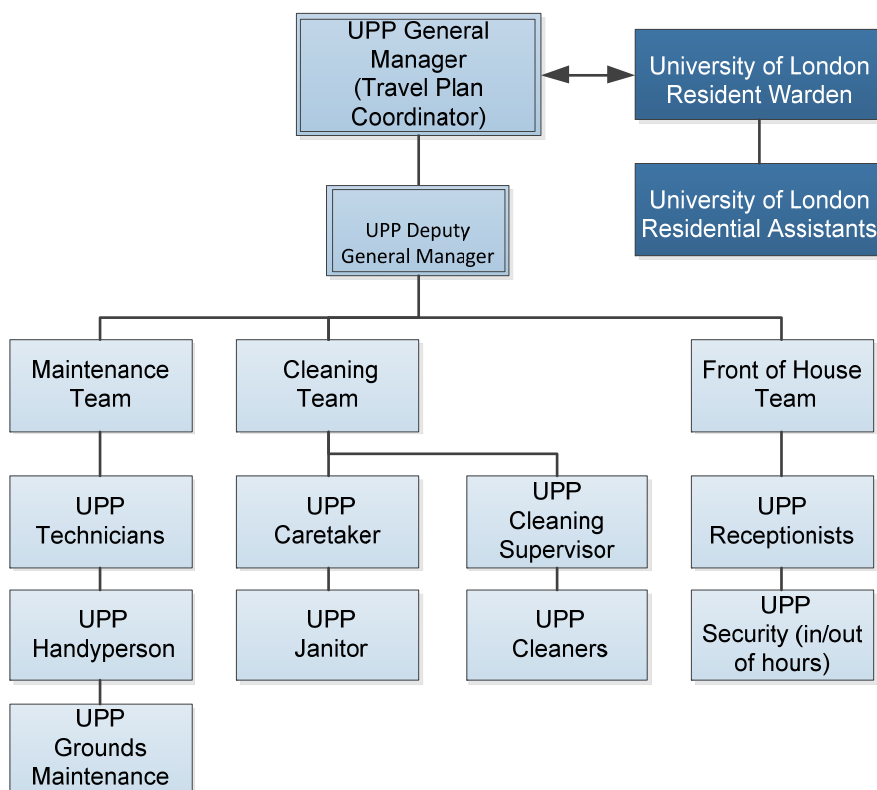 UPP General
Manager
(Travel Plan
Coordinator)
University of London
Resident Warden
University of London
Residential Assistants
UPP Deputy
General Manager
Maintenance
Team
Cleaning
Team
Front of House
Team
UPP
Technicians
UPP
Caretaker
UPP
Cleaning
Supervisor
UPP
Receptionists
UPP
Handyperson
UPP
Janitor
UPP
Cleaners
UPP
Security (in/out
of hours)
UPP
Grounds
Maintenance